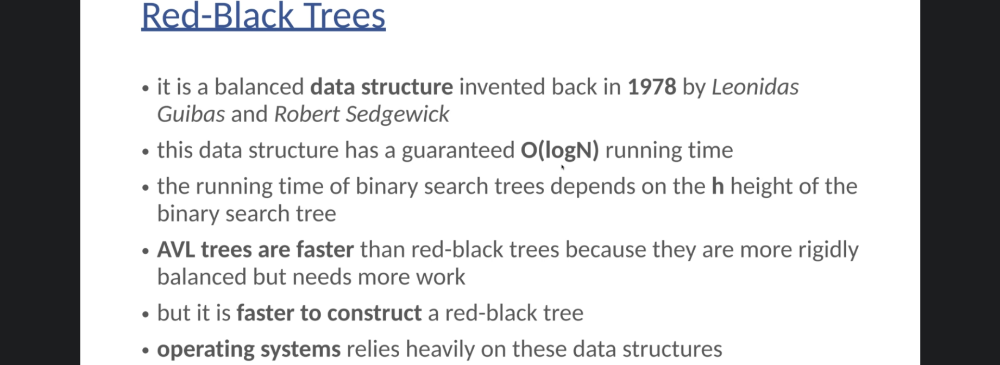 Red-Black Trees
• it is a balanced data structure invented back in 1978 by Leonidas
Guibas and Robert Sedgewick
• this data structure has a guaranteed O(logN) running time
• the running time of binary search trees depends on the h height of the
binary search tree
• AVL trees are faster than red-black trees because they are more rigidly
balanced but needs more work
• but it is faster to construct a red-black tree
• operating systems relies heavily on these data structures